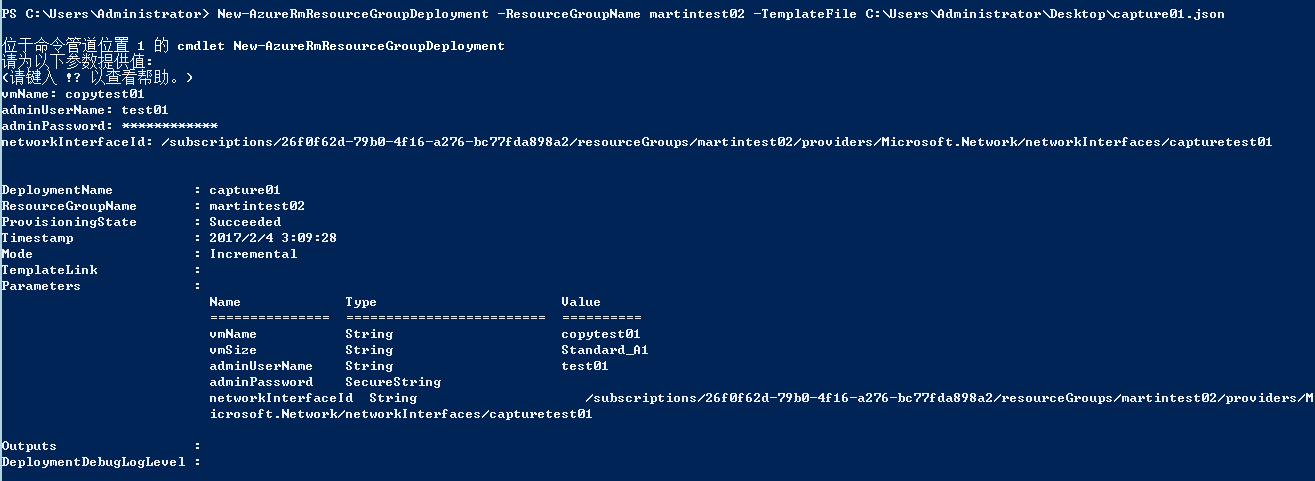 PS C:\Users\Administrator> New-AzureRmResourceGroupDeployment -ResourceGroupName martintest02 -TemplateFile C:\Users\Administrator\Desktop\capture01.json
位于命令管道位置 1 的 cmdlet New-AzureRmResourceGroupDeployment
请为以下参数提供值:
(请键入 !? 以查看帮助。)
vmName: copytest01
adminUserName: test01
adminPassword: ************
networkInterfaceId: /subscriptions/26f0f62d-79b0-4f16-a276-bc77fda898a2/resourceGroups/martintest02/providers/Microsoft.Network/networkInterfaces/capturetest01
DeploymentName : capture01
ResourceGroupName : martintest02
ProvisioningState : Succeeded
Timestamp : 2017/2/4 3:09:28
Mode : Incremental
TemplateLink :
Parameters :
Name Type Value
=============== ========================= ==========
vmName String copytest01
vmSize String Standard_A1
adminUserName String test01
adminPassword SecureString
networkInterfaceId String /subscriptions/26f0f62d-79b0-4f16-a276-bc77fda898a2/resourceGroups/martintest02/providers/M
icrosoft.Network/networkInterfaces/capturetest01
Outputs :
DeploymentDebugLogLevel :